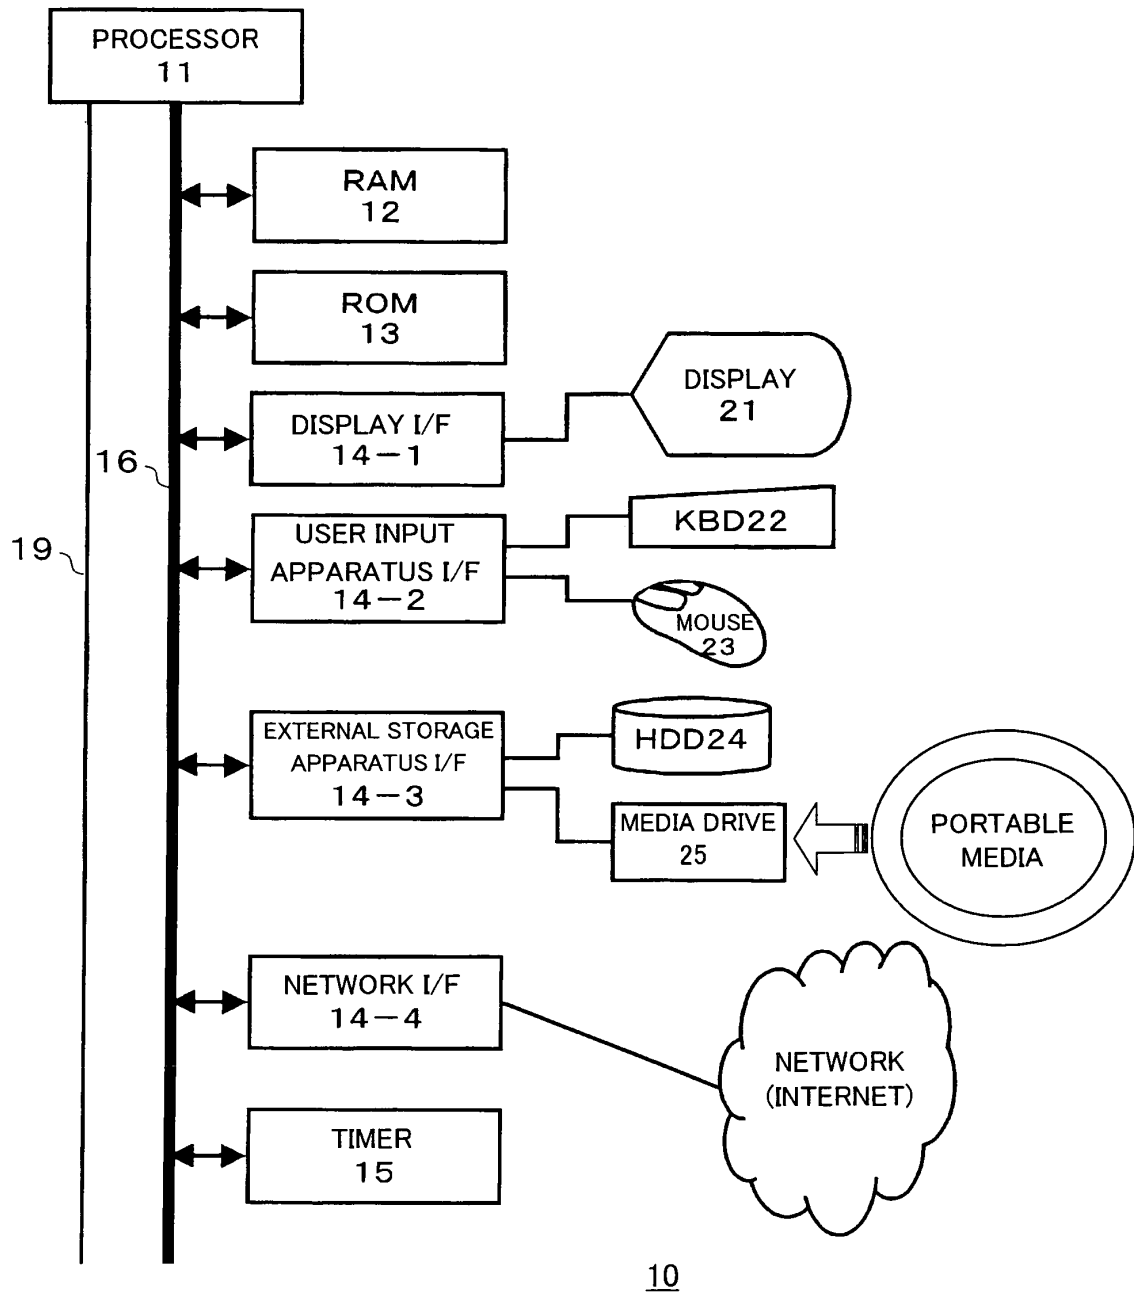 PROCESSOR
11
RAM
12
ROM
13
DISPLAY I/F
14-1
DISPLAY
21
16
19
USER INPUT
APPARATUS I/F
14-2
KBD22
MOUSE
23
EXTERNAL STORAGE
APPARATUS I/F
14-3
HDD24
MEDIA DRIVE
25
PORTABLE
MEDIA
NETWORK I/F
14-4
NETWORK
(INTERNET)
TIMER
15
10